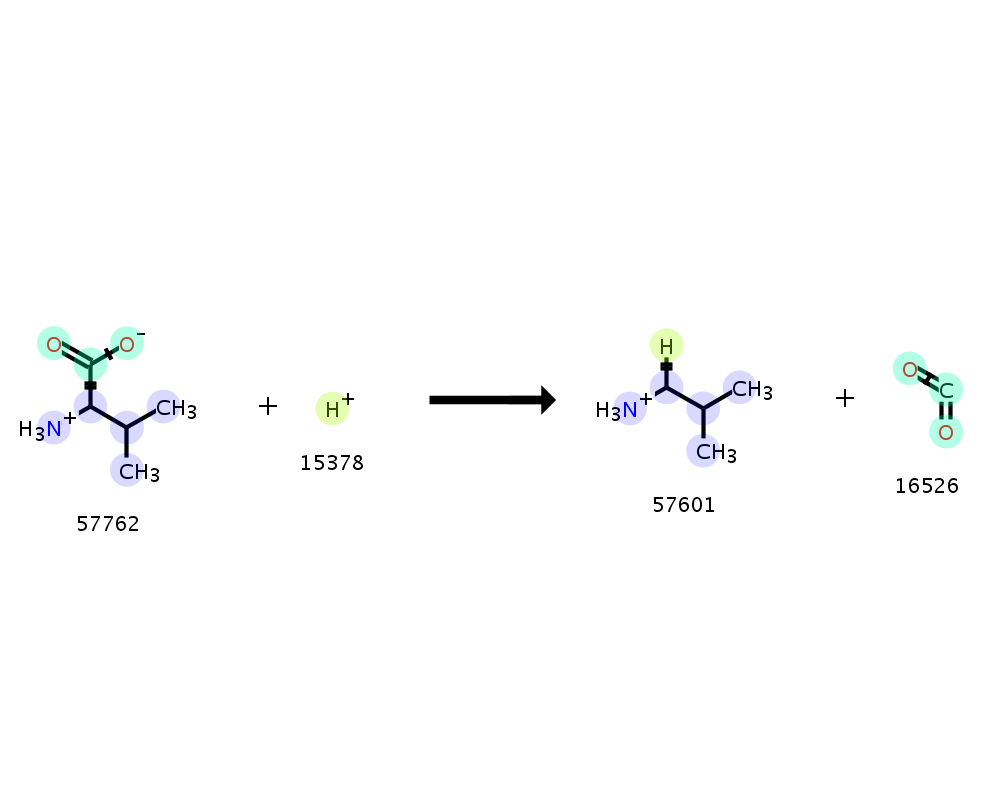 O O⁻
H₃N⁺ CH₃
CH₃
57762
+
H⁺
15378
H
H₃N⁺ CH₃
CH₃
57601
+
O
C
O
16526